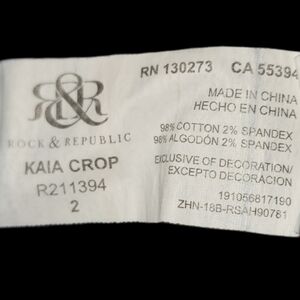 RN 130273 CA 55394
R&R
ROCK & REPUBLIC
KAIA CROP
R211394
2
MADE IN CHINA
HECHO EN CHINA
98% COTTON 2% SPANDEX
98% ALGODÓN 2% SPANDEX
EXCLUSIVE OF DECORATION/
EXCEPTO DECORACION
191056817190
ZHN-18B-RSAH90781